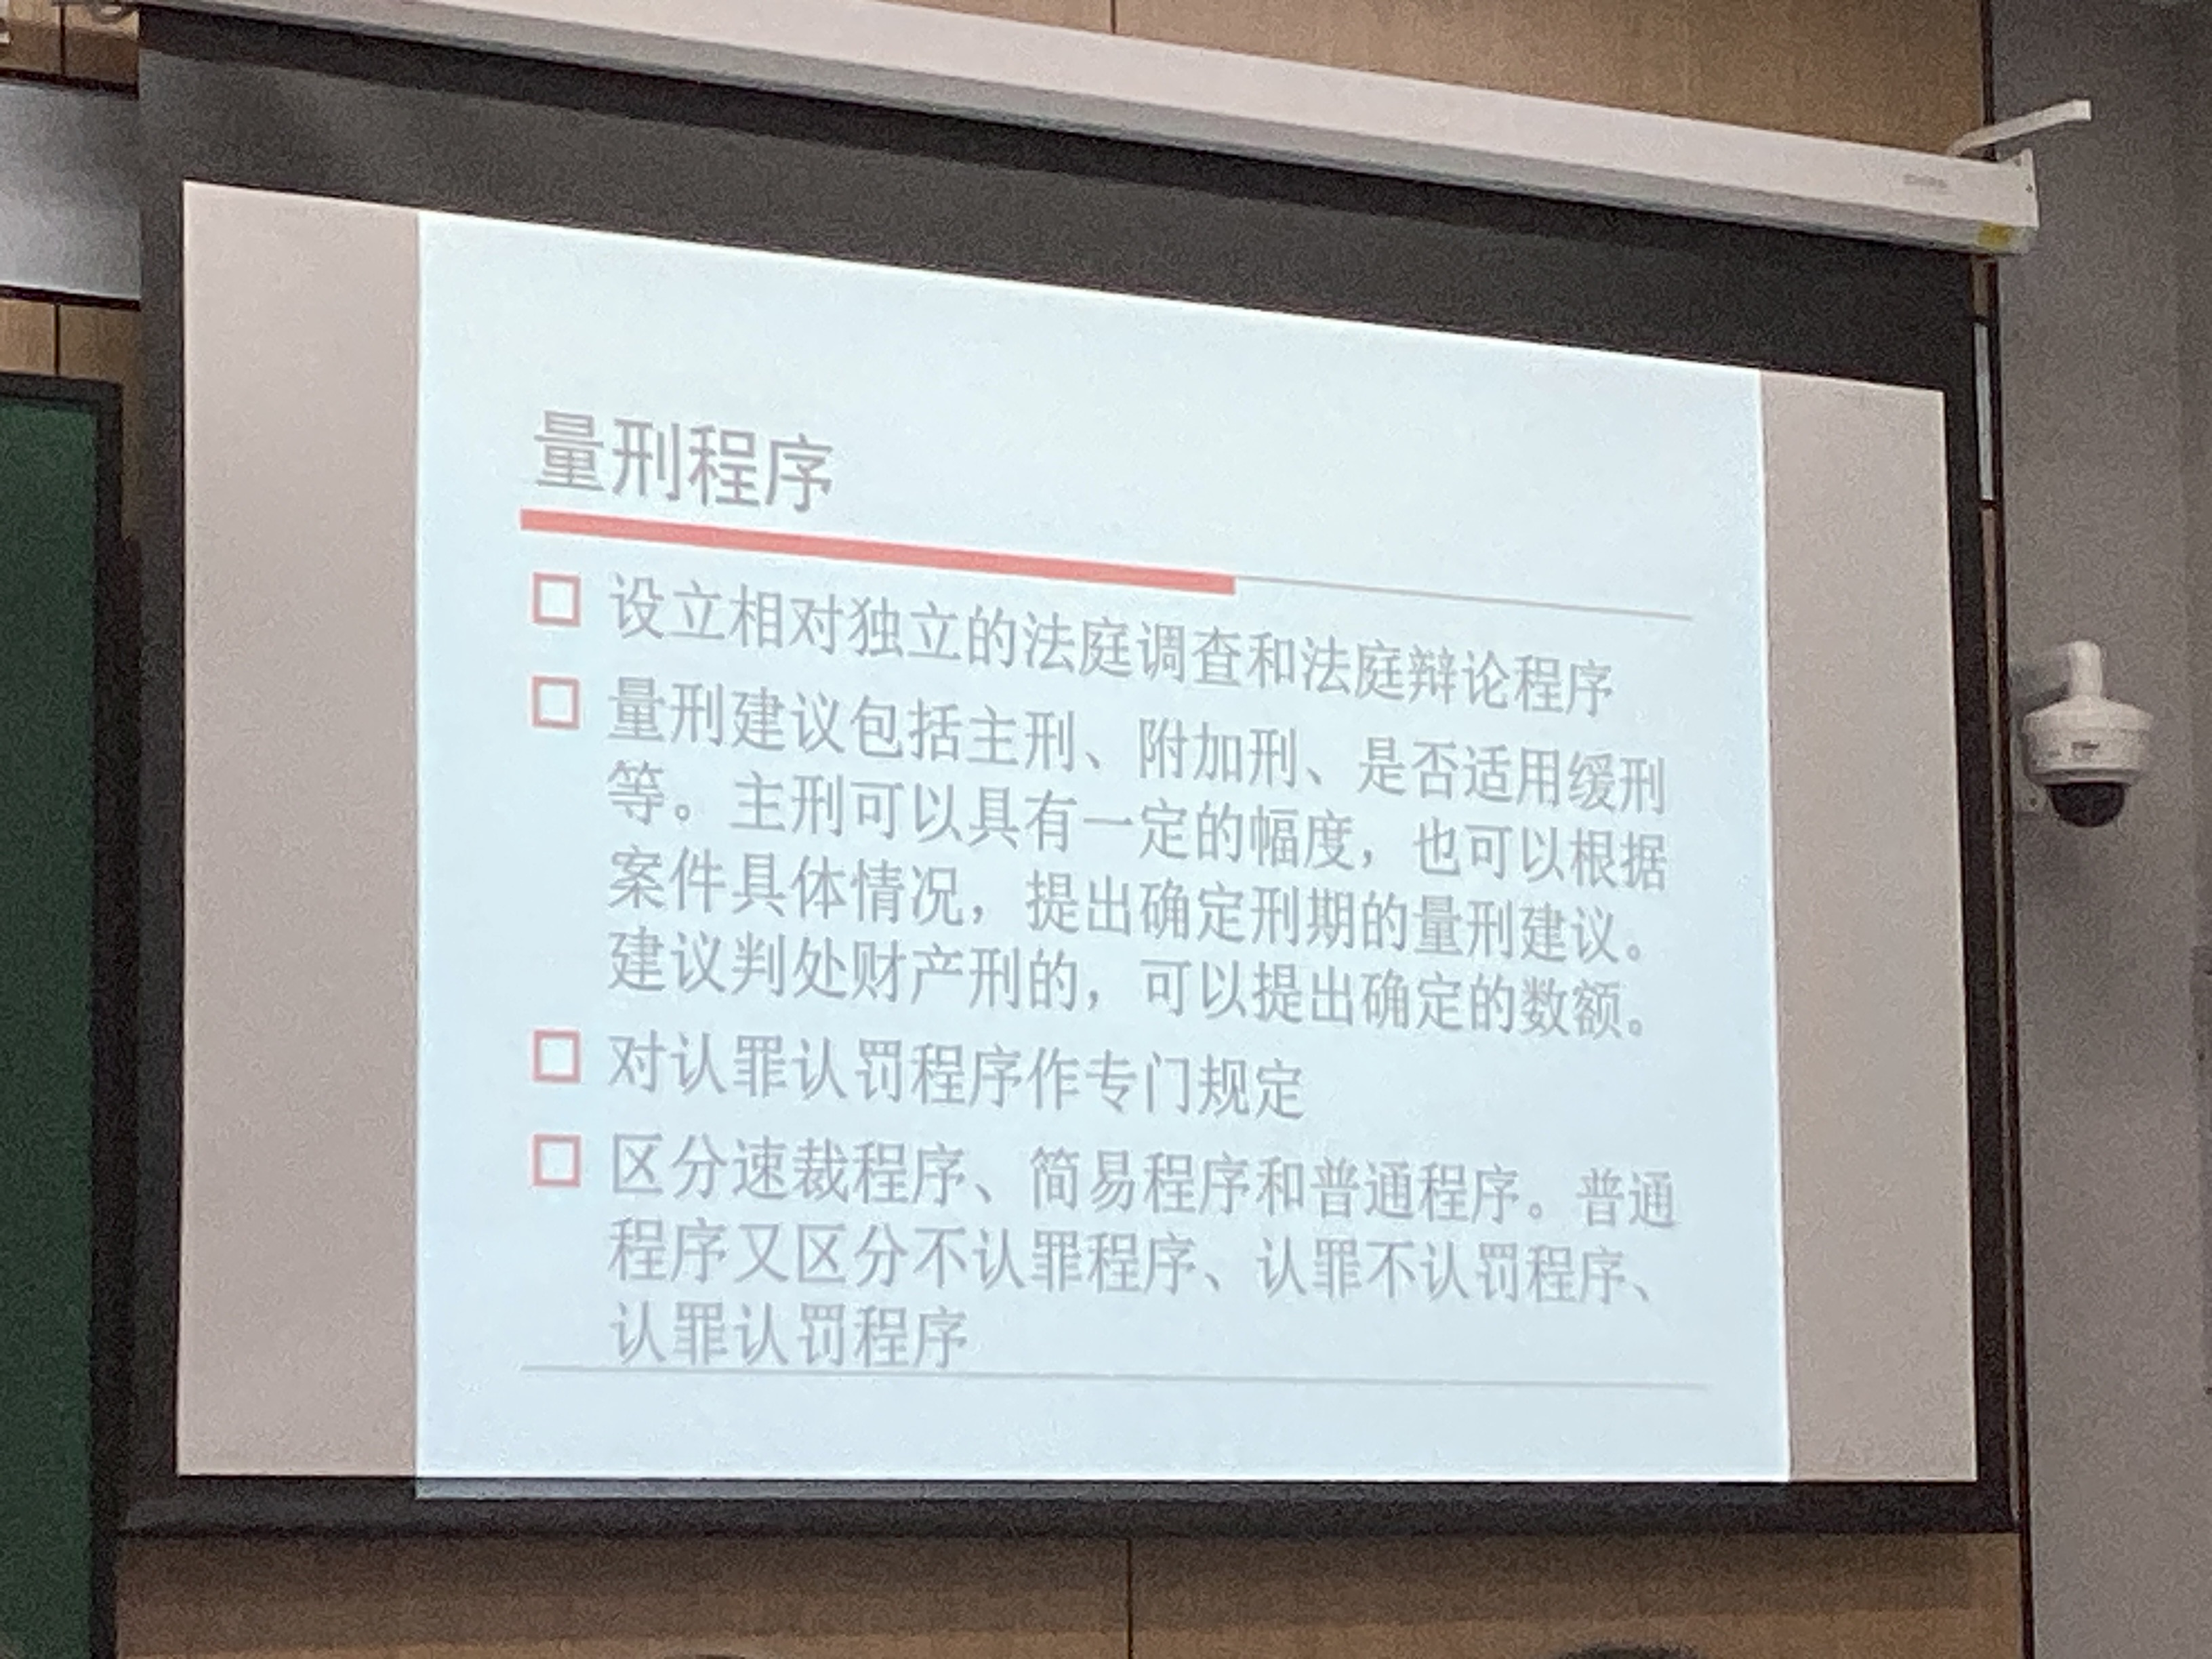 量刑程序
设立相对独立的法庭调查和法庭辩论程序
量刑建议包括主刑、附加刑、是否适用缓刑
等。主刑可以具有一定的幅度，也可以根据
案件具体情况，提出确定刑期的量刑建议。
建议判处财产刑的，可以提出确定的数额。
对认罪认罚程序作专门规定
区分速裁程序、简易程序和普通程序。普通
程序又区分不认罪程序、认罪不认罚程序、
认罪认罚程序